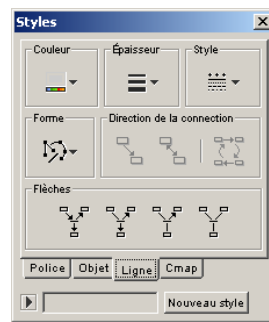 Styles
Couleur Épaisseur Style
Forme Direction de la connection
Flèches
Police Objet Ligne Cmap
Nouveau style